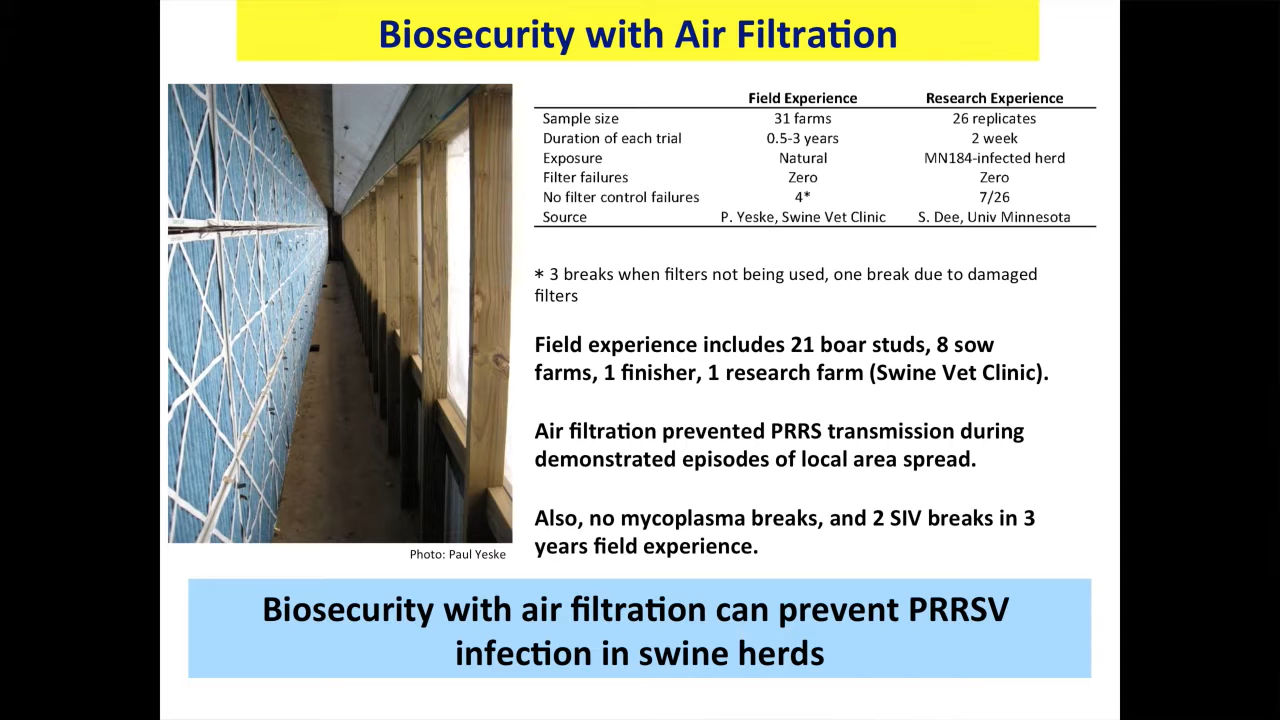 Biosecurity with Air Filtration
Field Experience Research Experience
Sample size 31 farms 26 replicates
Duration of each trial 0.5-3 years 2 week
Exposure Natural MN184-infected herd
Filter failures Zero Zero
No filter control failures 4* 7/26
Source P. Yeske, Swine Vet Clinic S. Dee, Univ Minnesota
* 3 breaks when filters not being used, one break due to damaged
filters
Field experience includes 21 boar studs, 8 sow
farms, 1 finisher, 1 research farm (Swine Vet Clinic).
Air filtration prevented PRRS transmission during
demonstrated episodes of local area spread.
Also, no mycoplasma breaks, and 2 SIV breaks in 3
years field experience.
Photo: Paul Yeske
Biosecurity with air filtration can prevent PRRSV
infection in swine herds